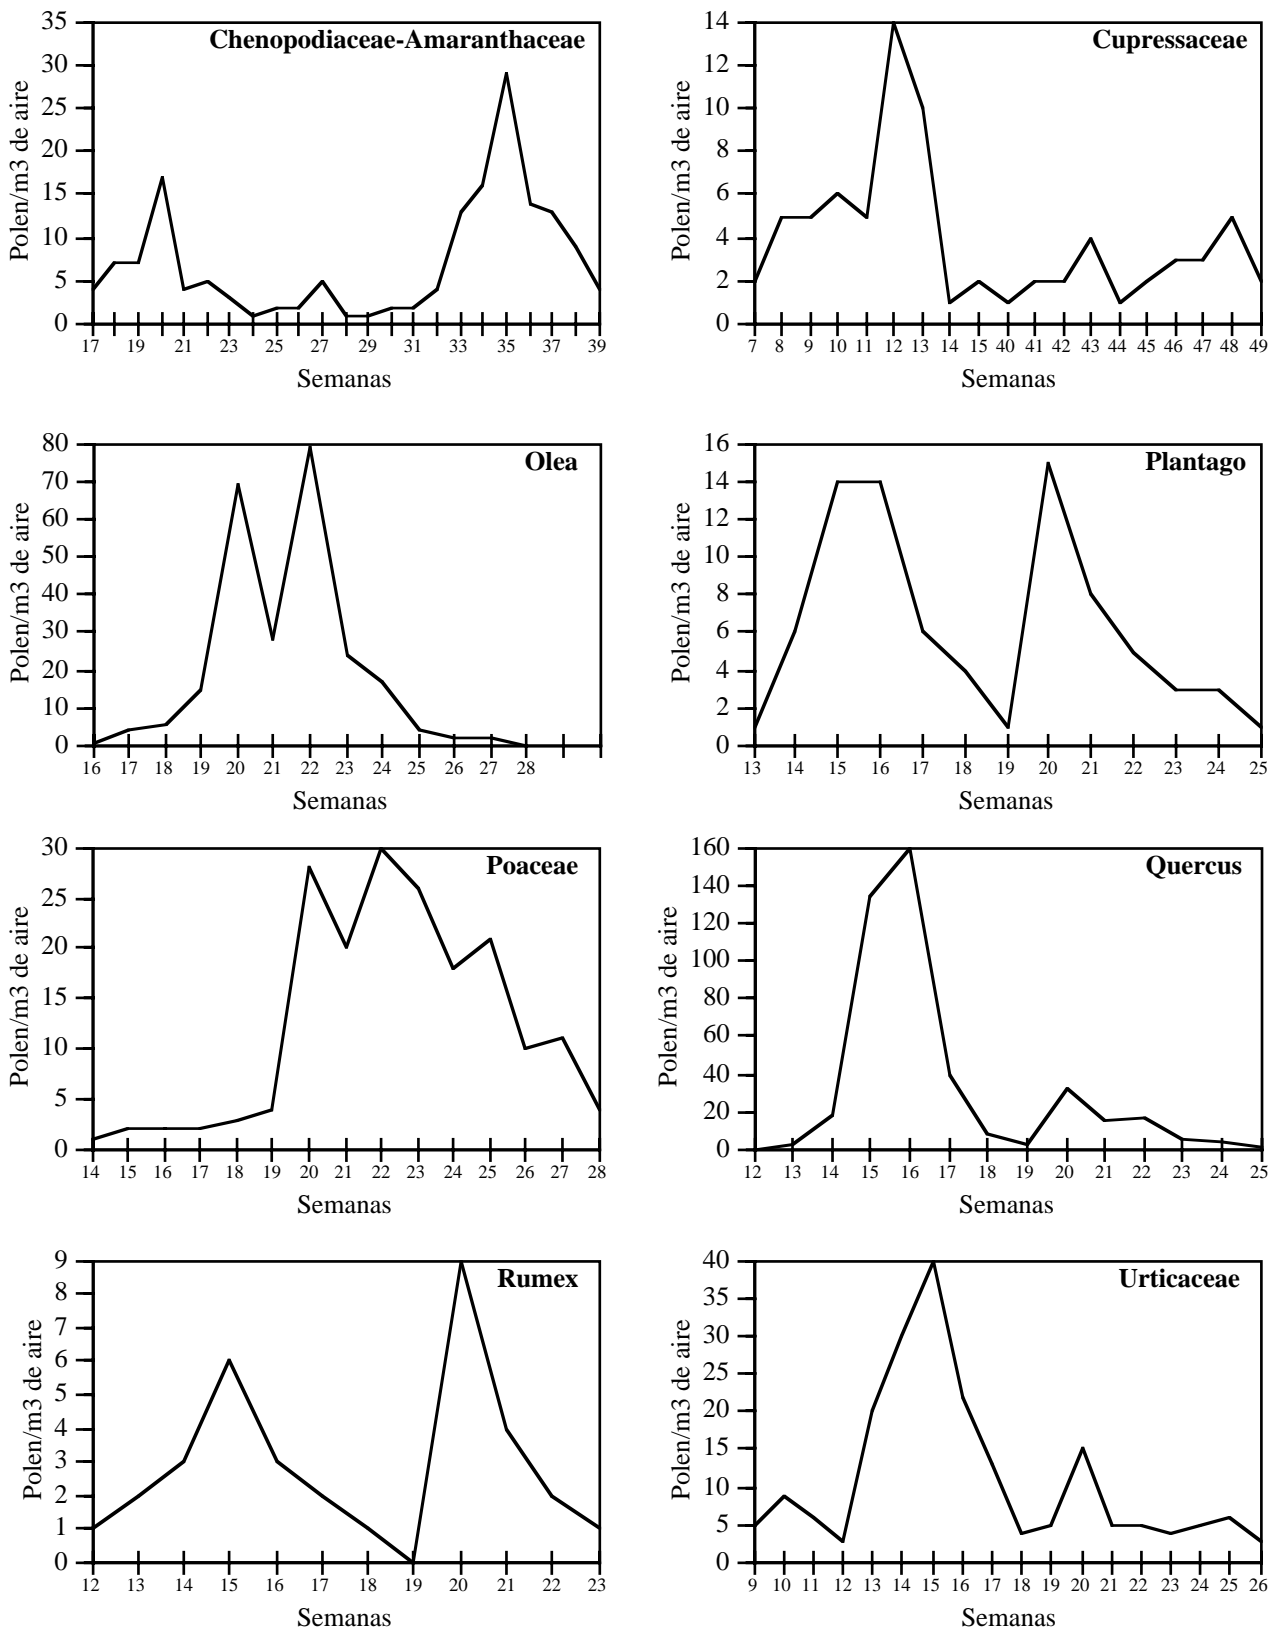 Chenopodiaceae-Amaranthaceae
Polen/m3 de aire
35
30
25
20
15
10
5
0
17 19 21 23 25 27 29 31 33 35 37 39
Semanas
Cupressaceae
Polen/m3 de aire
14
12
10
8
6
4
2
0
7 8 9 10 11 12 13 14 15 40 41 42 43 44 45 46 47 48 49
Semanas
Olea
Polen/m3 de aire
80
70
60
50
40
30
20
10
0
16 17 18 19 20 21 22 23 24 25 26 27 28
Semanas
Plantago
Polen/m3 de aire
16
14
12
10
8
6
4
2
0
13 14 15 16 17 18 19 20 21 22 23 24 25
Semanas
Poaceae
Polen/m3 de aire
30
25
20
15
10
5
0
14 15 16 17 18 19 20 21 22 23 24 25 26 27 28
Semanas
Quercus
Polen/m3 de aire
160
140
120
100
80
60
40
20
0
12 13 14 15 16 17 18 19 20 21 22 23 24 25
Semanas
Rumex
Polen/m3 de aire
9
8
7
6
5
4
3
2
1
0
12 13 14 15 16 17 18 19 20 21 22 23
Semanas
Urticaceae
Polen/m3 de aire
40
35
30
25
20
15
10
5
0
9 10 11 12 13 14 15 16 17 18 19 20 21 22 23 24 25 26
Semanas